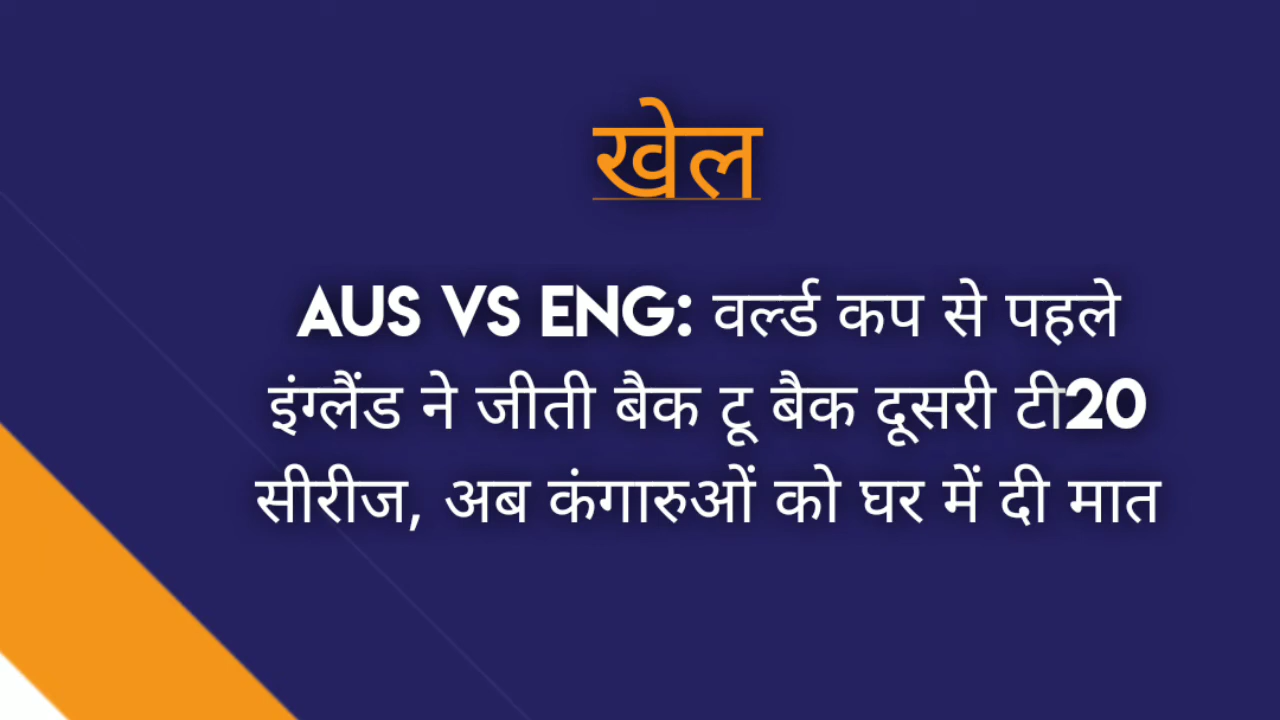 खेल
AUS VS ENG: वर्ल्ड कप से पहले
इंग्लैंड ने जीती बैक टू बैक दूसरी टी20
सीरीज, अब कंगारुओं को घर में दी मात